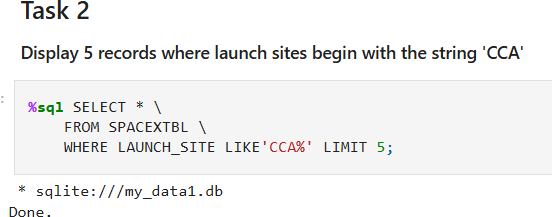 Task 2
Display 5 records where launch sites begin with the string 'CCA'
:
%sql SELECT * \
FROM SPACEXTBL \
WHERE LAUNCH_SITE LIKE'CCA%' LIMIT 5;
* sqlite:///my_data1.db
Done.